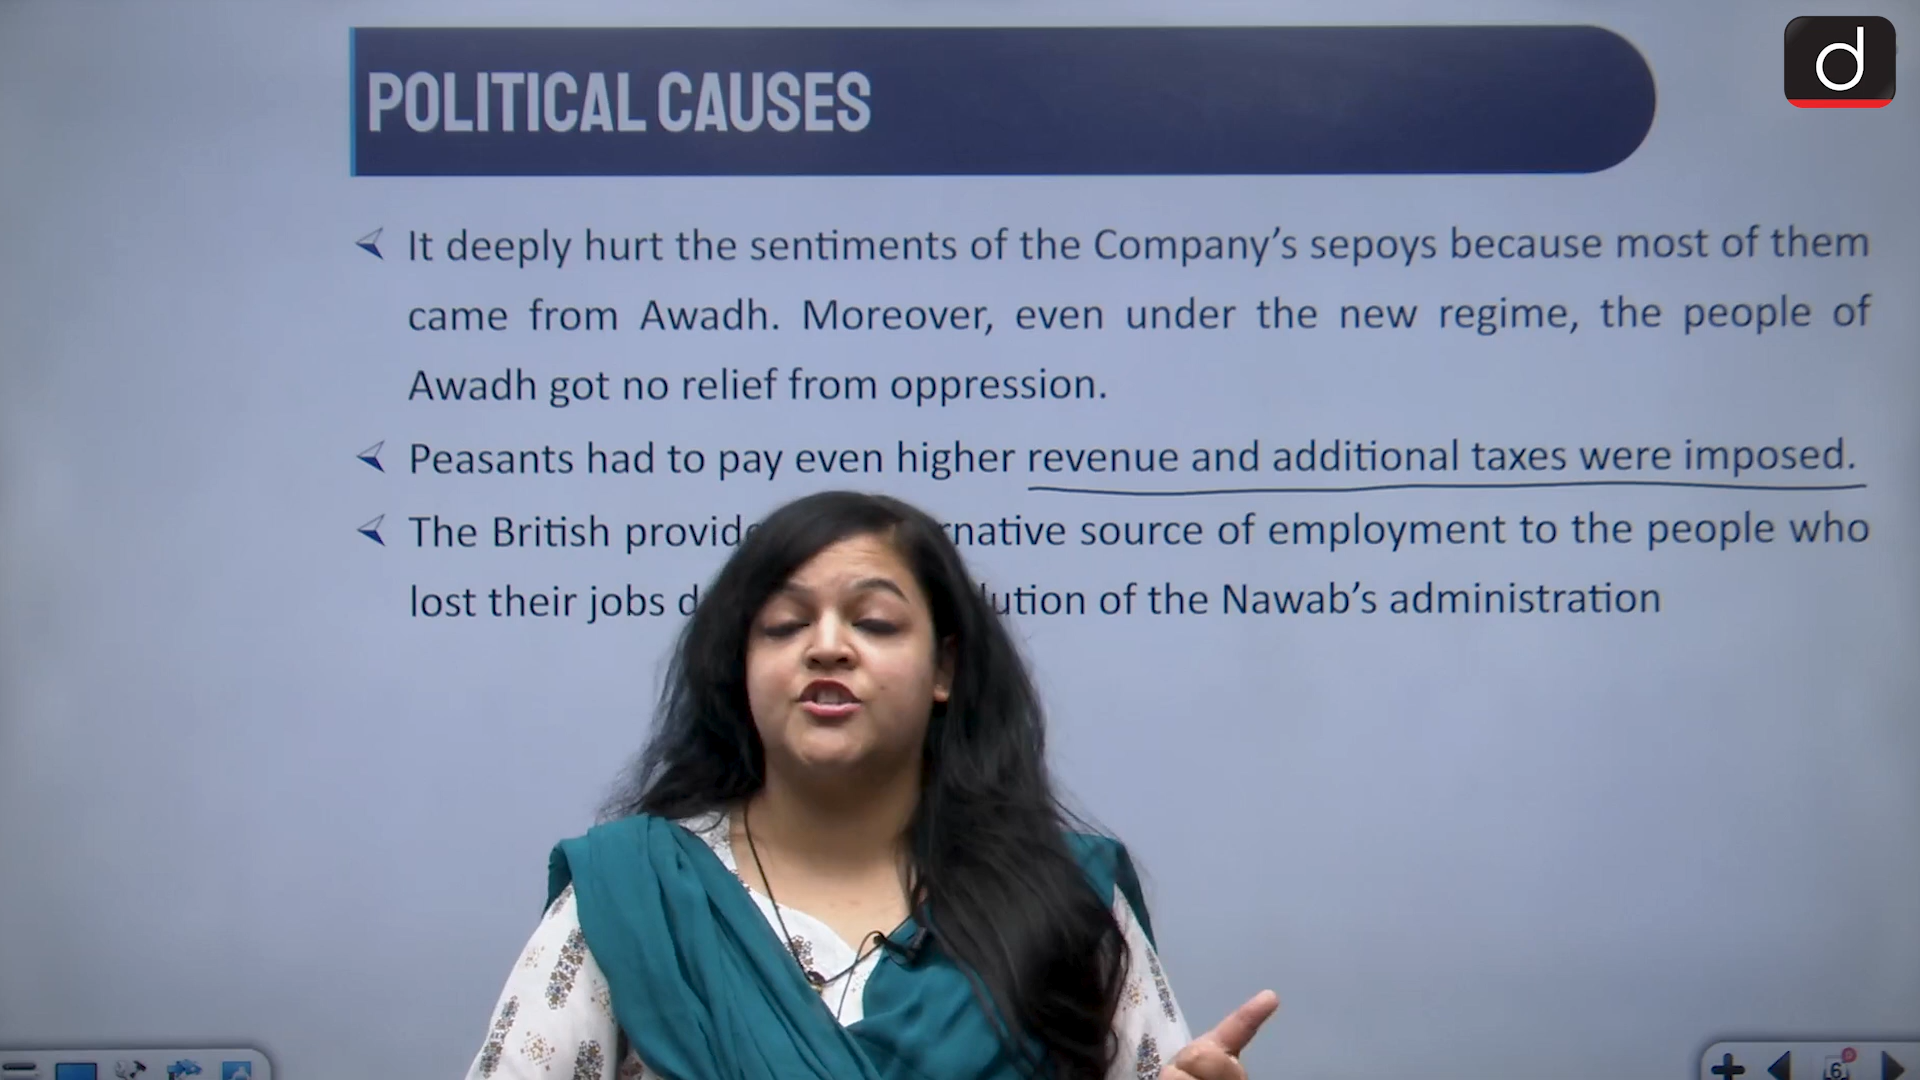 d
POLITICAL CAUSES
It deeply hurt the sentiments of the Company's sepoys because most of them
came from Awadh. Moreover, even under the new regime, the people of
Awadh got no relief from oppression.
Peasants had to pay even higher revenue and additional taxes were imposed.
The British source of employment to the people who
lost their jobs of the Nawab's administration
6